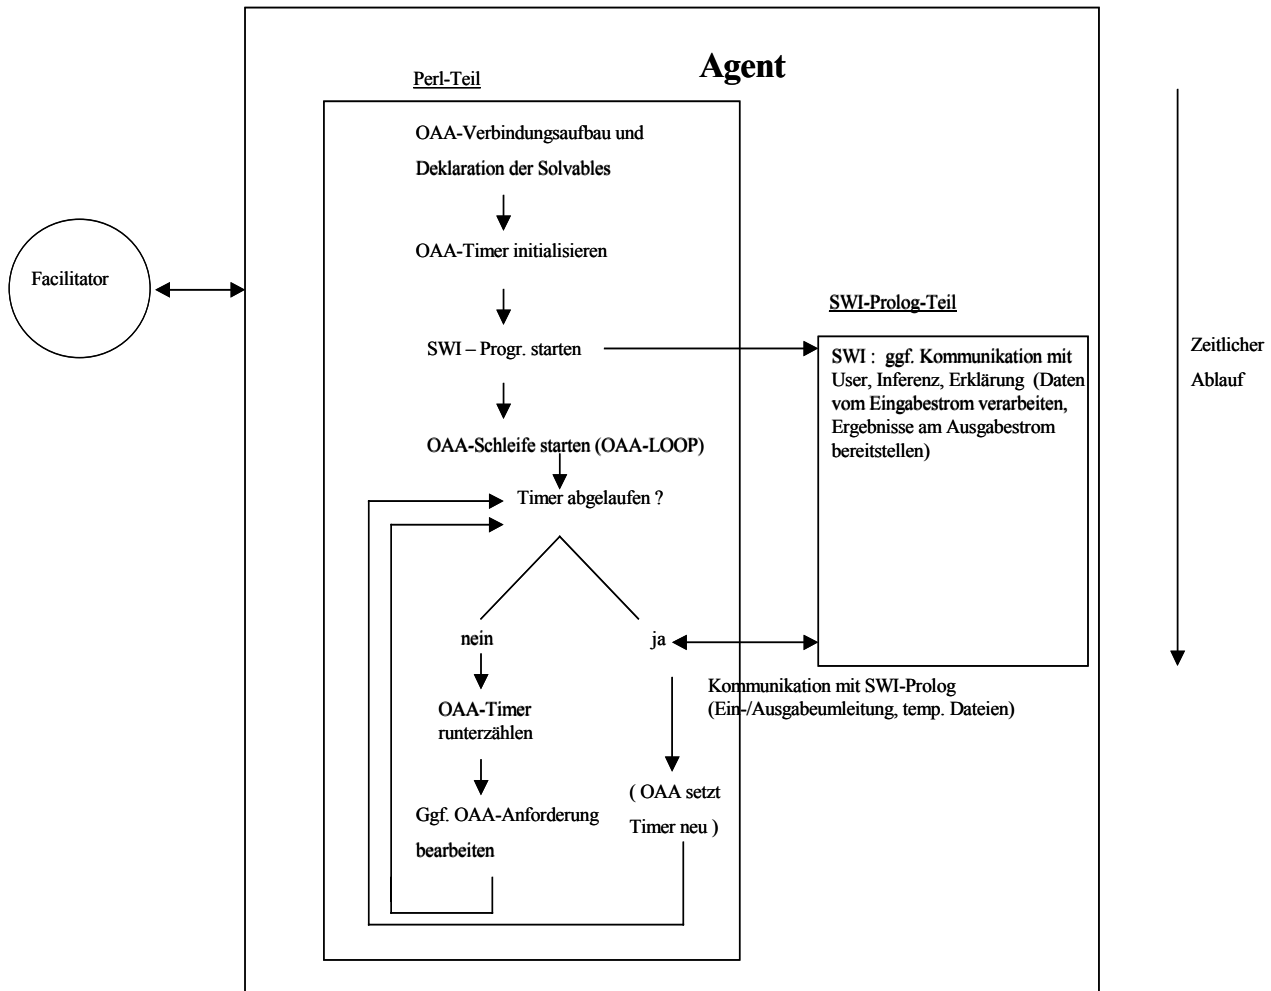 Agent
Perl-Teil
OAA-Verbindungsaufbau und
Deklaration der Solvables
OAA-Timer initialisieren
Facilitator
SWI-Prolog-Teil
SWI – Progr. starten
SWI :  ggf. Kommunikation mit
User, Inferenz, Erklärung  (Daten
vom Eingabestrom verarbeiten,
Ergebnisse am Ausgabestrom
bereitstellen)
Zeitlicher
Ablauf
OAA-Schleife starten (OAA-LOOP)
Timer abgelaufen ?
nein
ja
Kommunikation mit SWI-Prolog
(Ein-/Ausgabeumleitung, temp. Dateien)
OAA-Timer
runterzählen
Ggf. OAA-Anforderung
bearbeiten
( OAA setzt
Timer neu )